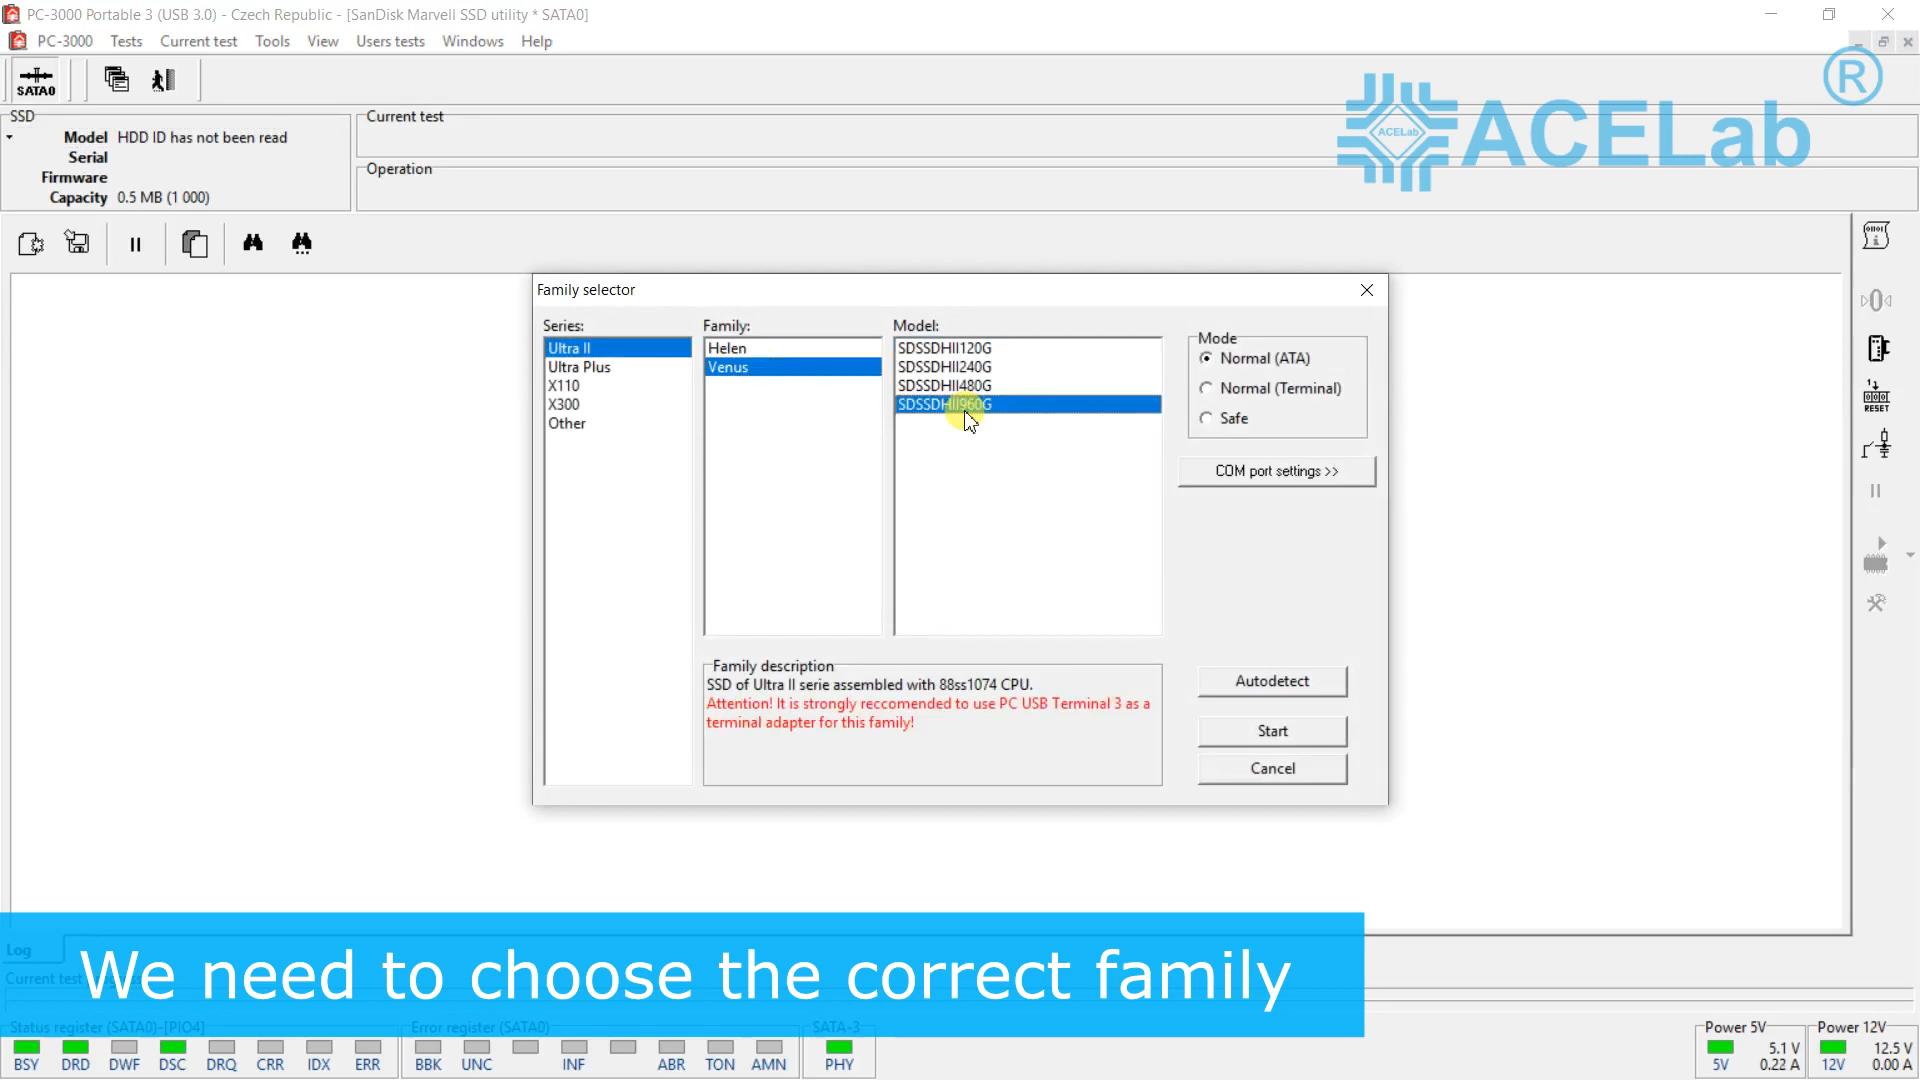 PC-3000 Portable 3 (USB 3.0) - Czech Republic - [SanDisk Marvell SSD utility * SATA0]
PC-3000 Tests Current test Tools View Users tests Windows Help
SATA0
ACELab ACELab ®
SSD
Model HDD ID has not been read
Serial
Firmware
Capacity 0.5 MB (1 000)
Current test
Operation
RESET
Family selector
Series:
Ultra II
Ultra Plus
X110
X300
Other
Family:
Helen
Venus
Model:
SDSSDHII120G
SDSSDHII240G
SDSSDHII480G
SDSSDHII960G
Mode
Normal (ATA)
Normal (Terminal)
Safe
COM port settings >>
Family description
SSD of Ultra II serie assembled with 88ss1074 CPU.
Attention! It is strongly reccomended to use PC USB Terminal 3 as a
terminal adapter for this family!
Autodetect
Start
Cancel
Log
Current test
We need to choose the correct family
Status register (SATA0)-[PIO4]
BSY DRD DWF DSC DRQ CRR IDX ERR
Error register (SATA0)
BBK UNC INF ABR TON AMN
SATA-3
PHY
Power 5V
5.1 V
5V 0.22 A
Power 12V
12.5 V
12V 0.00 A